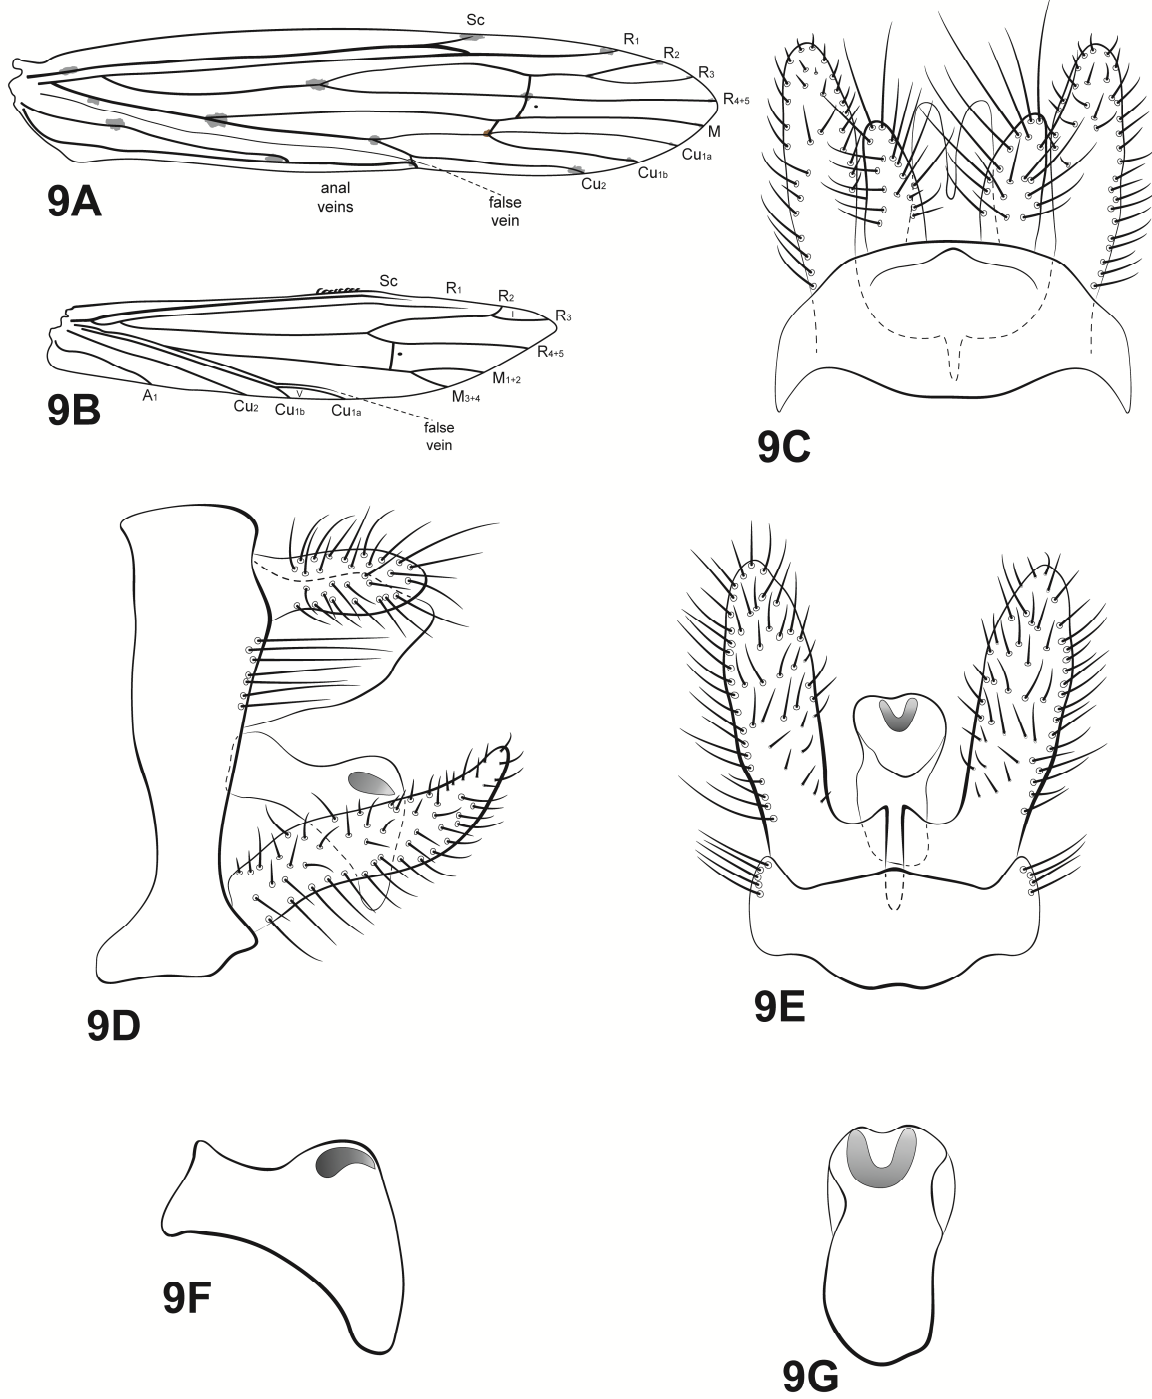 Sc
R1
R2
R3
R4+5
M
Cu1a
Cu1b
Cu2
anal
veins
false
vein
9A
Sc
R1
R2
R3
R4+5
M1+2
M3+4
A1
Cu2
Cu1b
Cu1a
false
vein
9B
9C
9D
9E
9F
9G